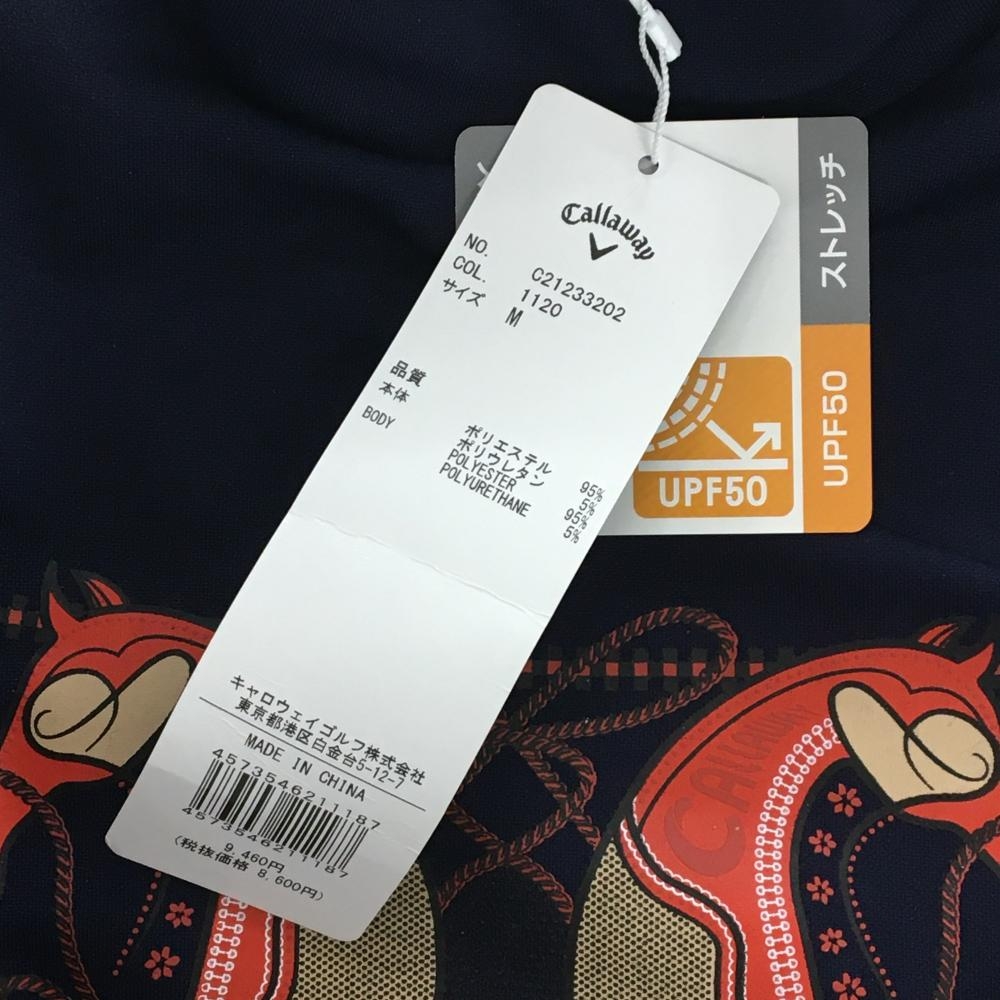 Callaway
NO. C21233202
COL. 1120
サイズ M
品質
本体
BODY
ポリエステル 95%
ポリウレタン 5%
POLYESTER 95%
POLYURETHANE 5%
キャロウェイゴルフ株式会社
東京都港区白金台5-12-7
MADE IN CHINA
4573546211187
4573546211187
9,460円
(税抜価格 8,600円)
ストレッチ
UPF50
UPF50